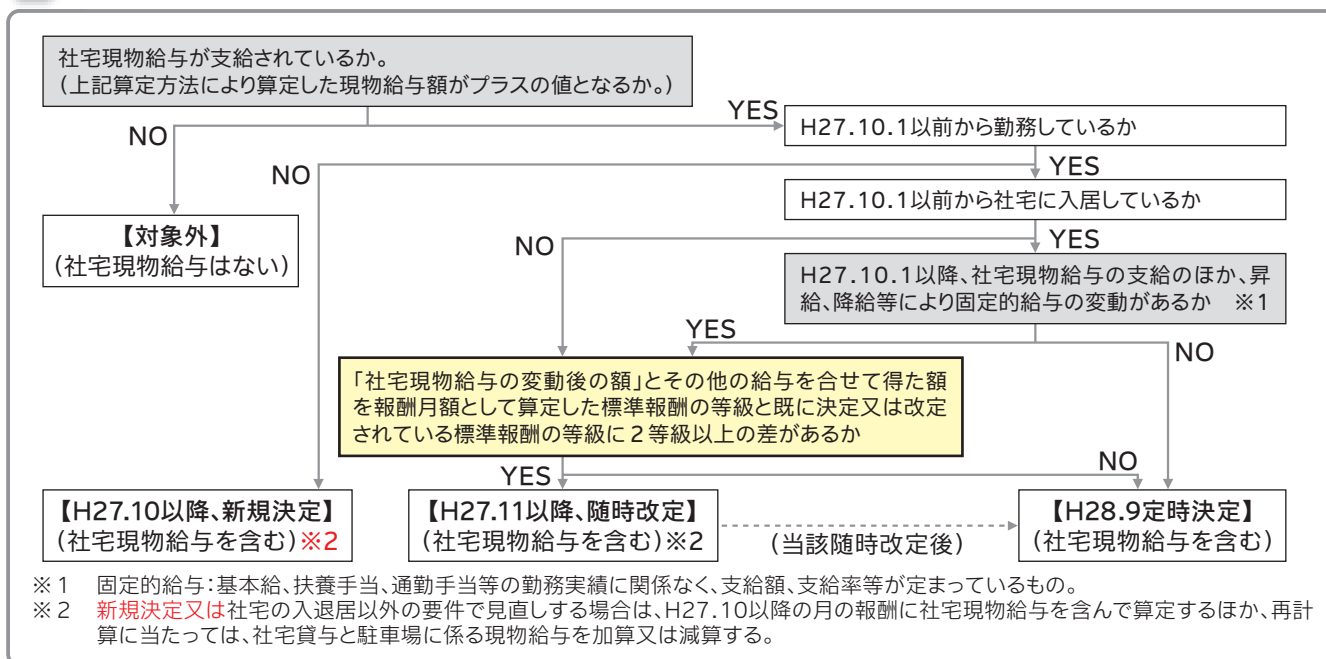 社宅現物給与が支給されているか。
(上記算定方法により算定した現物給与額がプラスの値となるか。)
NO
YES
H27.10.1以前から勤務しているか
NO
YES
H27.10.1以前から社宅に入居しているか
【対象外】
(社宅現物給与はない)
NO
YES
H27.10.1以降、社宅現物給与の支給のほか、昇
給、降給等により固定的給与の変動があるか ※1
YES
NO
「社宅現物給与の変動後の額」とその他の給与を合せて得た額
を報酬月額として算定した標準報酬の等級と既に決定又は改定
されている標準報酬の等級に2等級以上の差があるか
YES
NO
【H27.10以降、新規決定】
(社宅現物給与を含む)※2
【H27.11以降、随時改定】
(社宅現物給与を含む)※2
(当該随時改定後)
【H28.9定時決定】
(社宅現物給与を含む)
※1 固定的給与:基本給、扶養手当、通勤手当等の勤務実績に関係なく、支給額、支給率等が定まっているもの。
※2 新規決定又は社宅の入退居以外の要件で見直しする場合は、H27.10以降の月の報酬に社宅現物給与を含んで算定するほか、再計
算に当たっては、社宅貸与と駐車場に係る現物給与を加算又は減算する。